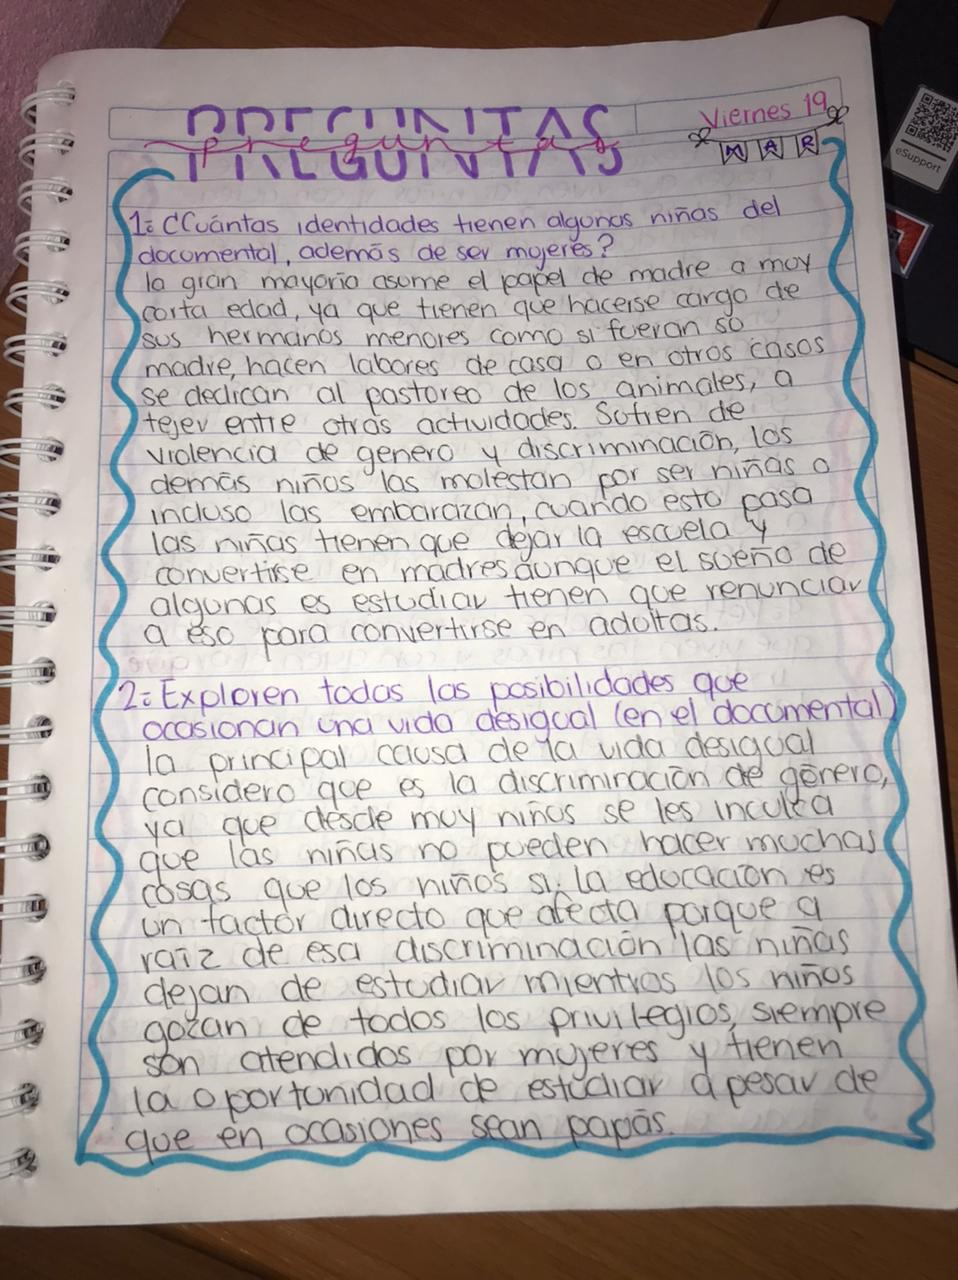 PREGUNTAS
preguntas
Viernes 19
MAR
eSupport
1: ¿Cuántas identidades tienen algunas niñas del
documental, además de ser mujeres?
la gran mayoría asume el papel de madre a muy
corta edad, ya que tienen que hacerse cargo de
sus hermanos menores como si fueran su
madre, hacen labores de casa o en otros casos
se dedican al pastoreo de los animales, a
tejer entre otras actividades. Sufren de
violencia de genero y discriminación, los
demás niños las molestan por ser niñas o
incluso las embarazan, cuando esto pasa
las niñas tienen que dejar la escuela y
convertirse en madres aunque el sueño de
algunas es estudiar tienen que renunciar
a eso para convertirse en adultas.
2: Exploren todas las posibilidades que
ocasionan una vida desigual (en el documental)
la principal causa de la vida desigual
considero que es la discriminación de género,
ya que desde muy niños se les inculca
que las niñas no pueden hacer muchas
cosas que los niños si, la educación es
un factor directo que afecta porque a
raíz de esa discriminación las niñas
dejan de estudiar mientras los niños
gozan de todos los privilegios, siempre
son atendidos por mujeres y tienen
la oportunidad de estudiar a pesar de
que en ocasiones sean papás.